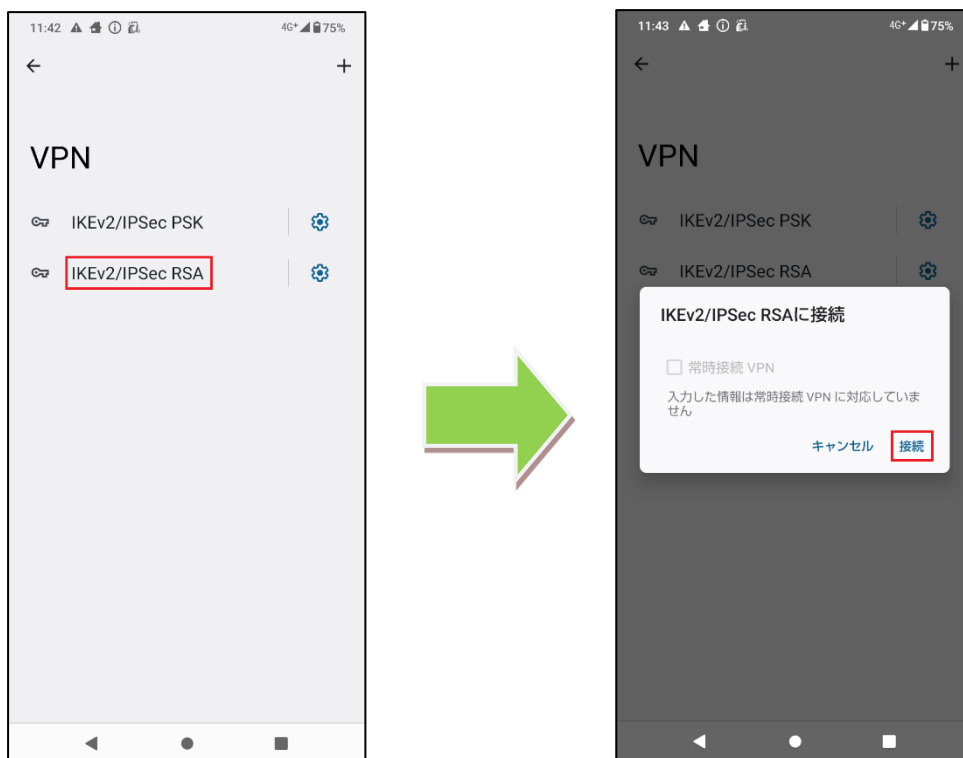 11:42
4G+ 75%
VPN
IKEv2/IPSec PSK
IKEv2/IPSec RSA
11:43
4G+ 75%
VPN
IKEv2/IPSec PSK
IKEv2/IPSec RSA
IKEv2/IPSec RSAに接続
常時接続 VPN
入力した情報は常時接続 VPN に対応していま
せん
キャンセル 接続